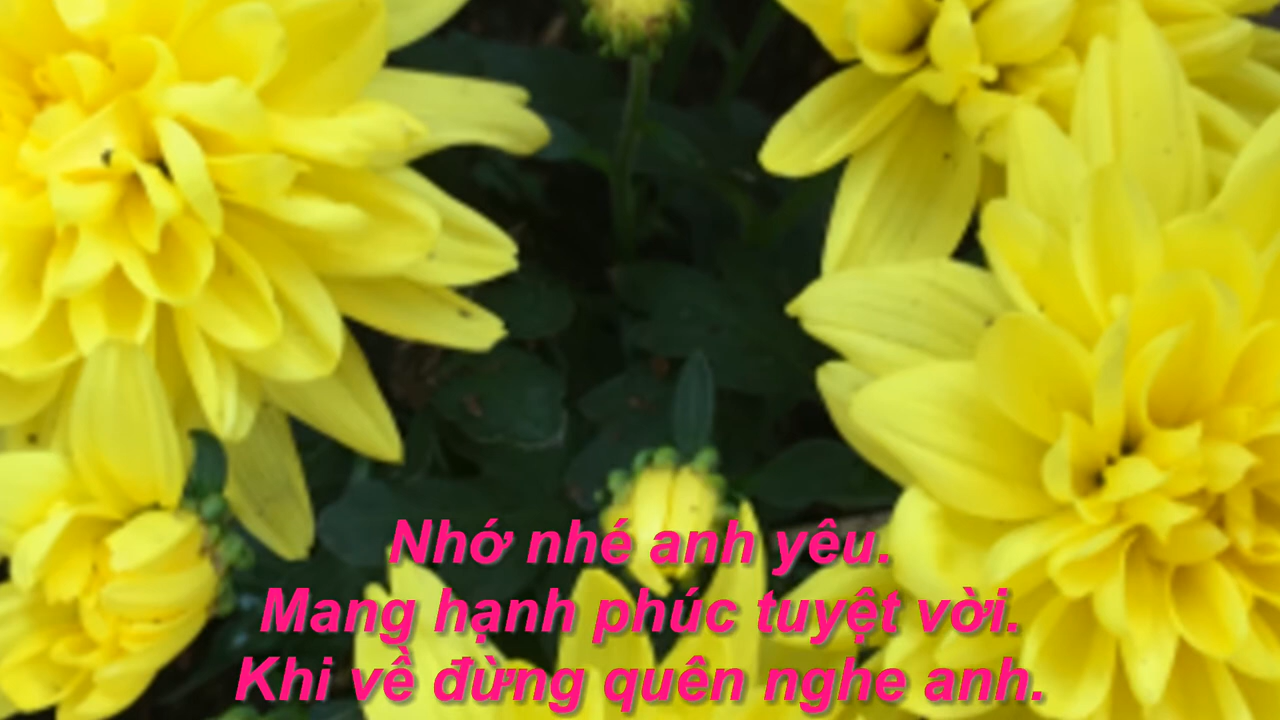 Nhớ nhé anh yêu.
Mang hạnh phúc tuyệt vời.
Khi về đừng quên nghe anh.